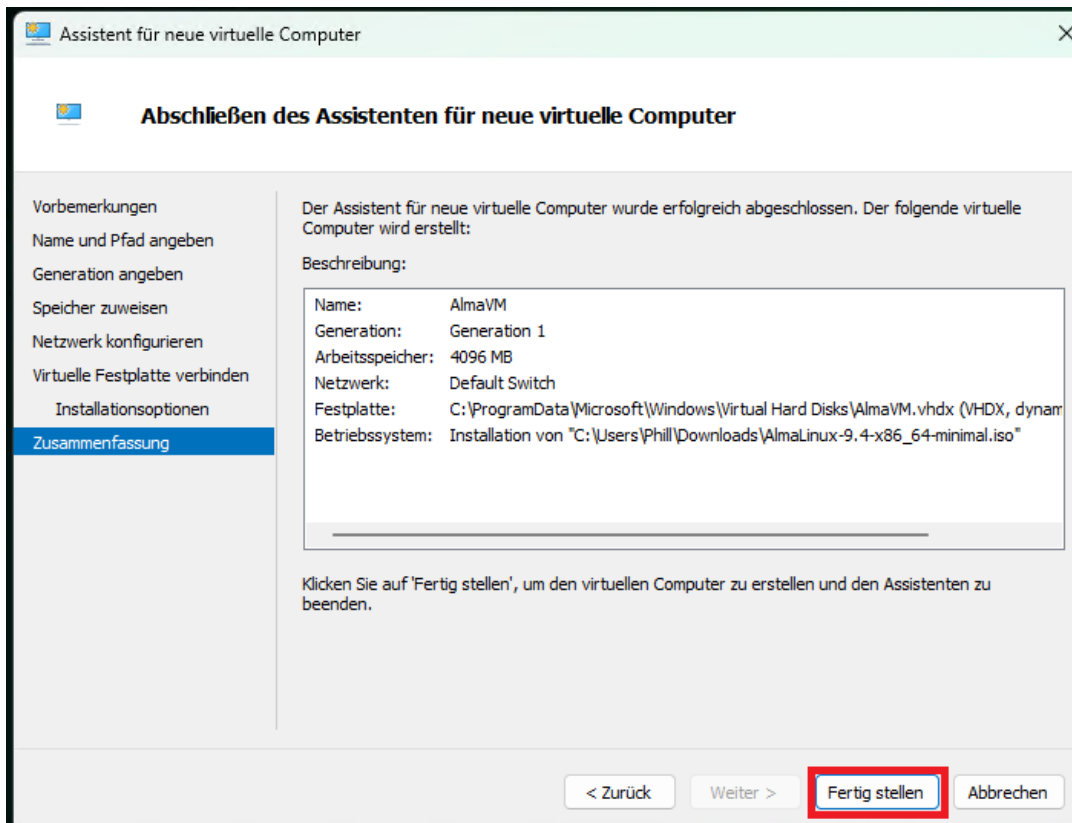 Assistent für neue virtuelle Computer
Abschließen des Assistenten für neue virtuelle Computer
Vorbemerkungen
Name und Pfad angeben
Generation angeben
Speicher zuweisen
Netzwerk konfigurieren
Virtuelle Festplatte verbinden
Installationsoptionen
Zusammenfassung
Der Assistent für neue virtuelle Computer wurde erfolgreich abgeschlossen. Der folgende virtuelle
Computer wird erstellt:
Beschreibung:
Name: AlmaVM
Generation: Generation 1
Arbeitsspeicher: 4096 MB
Netzwerk: Default Switch
Festplatte: C:\ProgramData\Microsoft\Windows\Virtual Hard Disks\AlmaVM.vhdx (VHDX, dynam
Betriebssystem: Installation von "C:\Users\Phill\Downloads\AlmaLinux-9.4-x86_64-minimal.iso"
Klicken Sie auf 'Fertig stellen', um den virtuellen Computer zu erstellen und den Assistenten zu
beenden.
< Zurück Weiter > Fertig stellen Abbrechen